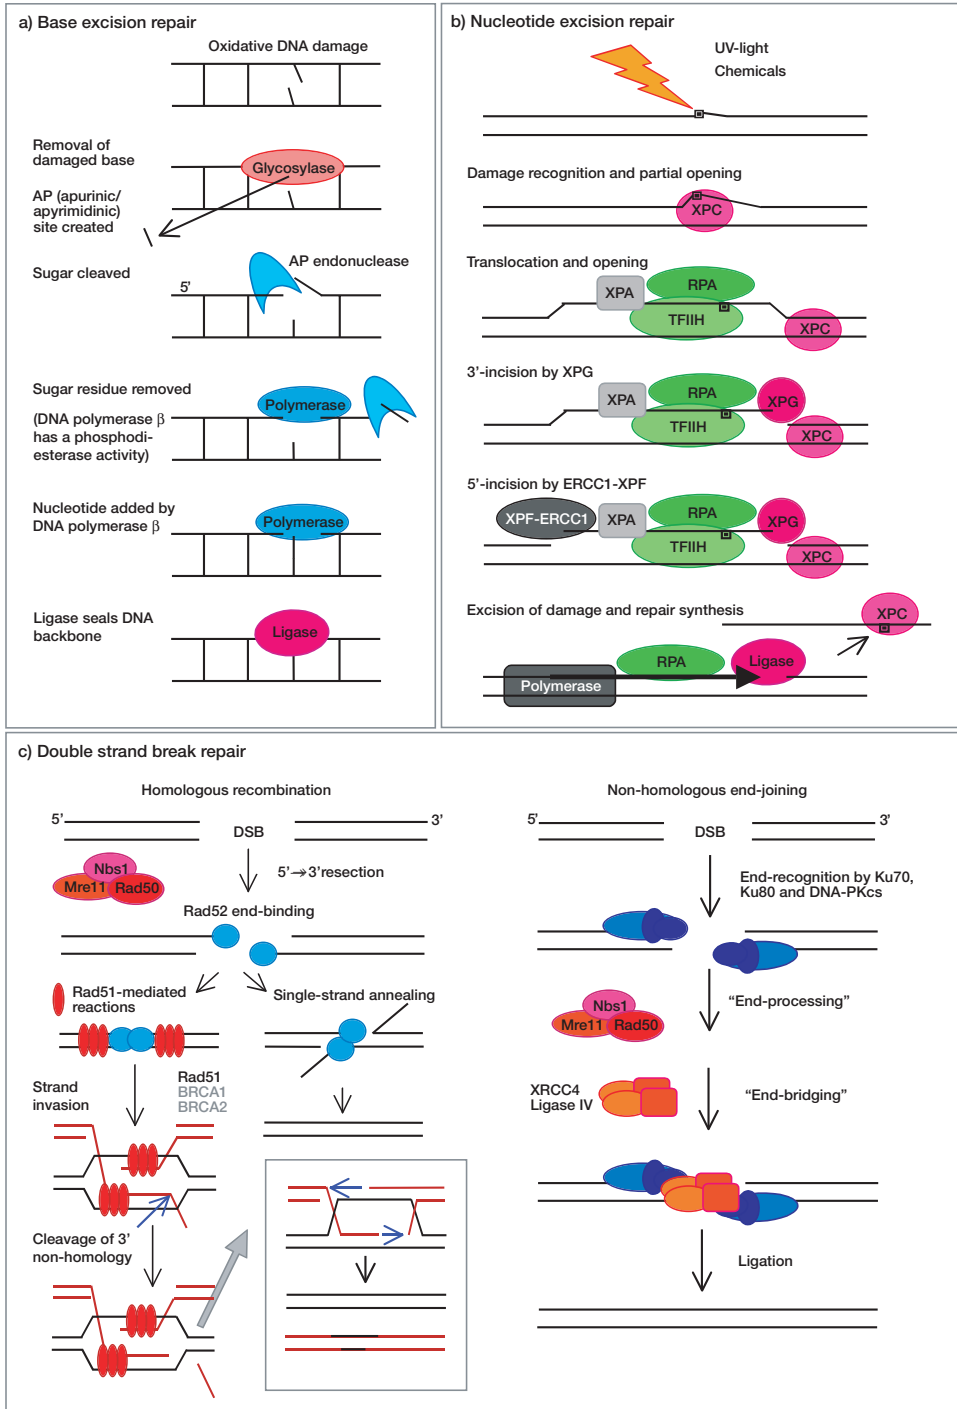 a) Base excision repair
Oxidative DNA damage
Removal of
damaged base
Glycosylase
AP (apurinic/
apyrimidinic)
site created
Sugar cleaved
AP endonuclease
5’
Sugar residue removed
(DNA polymerase β
has a phosphodi-
esterase activity)
Polymerase
Nucleotide added by
DNA polymerase β
Polymerase
Ligase seals DNA
backbone
Ligase
b) Nucleotide excision repair
UV-light
Chemicals
Damage recognition and partial opening
XPC
Translocation and opening
XPA
RPA
TFIIH
XPC
3’-incision by XPG
XPA
RPA
TFIIH
XPG
XPC
5’-incision by ERCC1-XPF
XPF-ERCC1
XPA
RPA
TFIIH
XPG
XPC
Excision of damage and repair synthesis
XPC
RPA
Ligase
Polymerase
c) Double strand break repair
Homologous recombination
5’
3’
DSB
Nbs1
Mre11
Rad50
5’→3’resection
Rad52 end-binding
Rad51-mediated
reactions
Single-strand annealing
Strand
invasion
Rad51
BRCA1
BRCA2
Cleavage of 3’
non-homology
Non-homologous end-joining
5’
3’
DSB
End-recognition by Ku70,
Ku80 and DNA-PKcs
“End-processing”
Nbs1
Mre11
Rad50
XRCC4
Ligase IV
“End-bridging”
Ligation